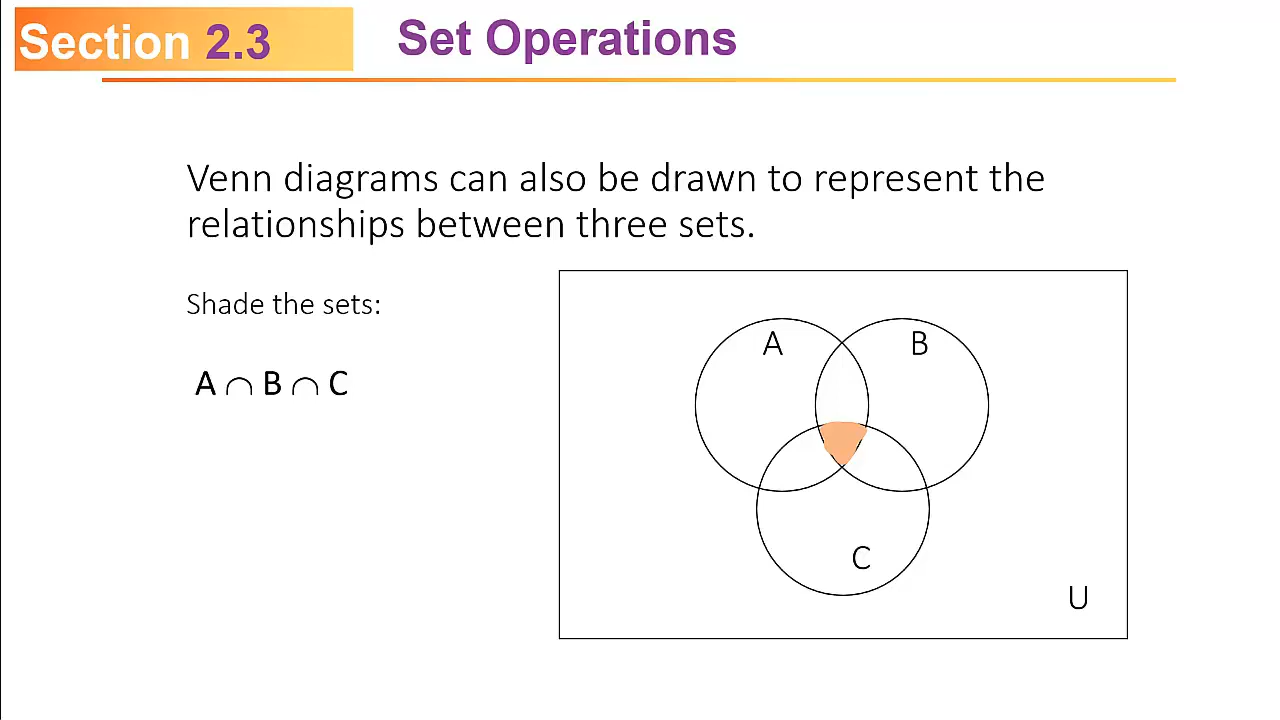 Section 2.3
Set Operations
Venn diagrams can also be drawn to represent the
relationships between three sets.
Shade the sets:
A ∩ B ∩ C
A
B
C
U